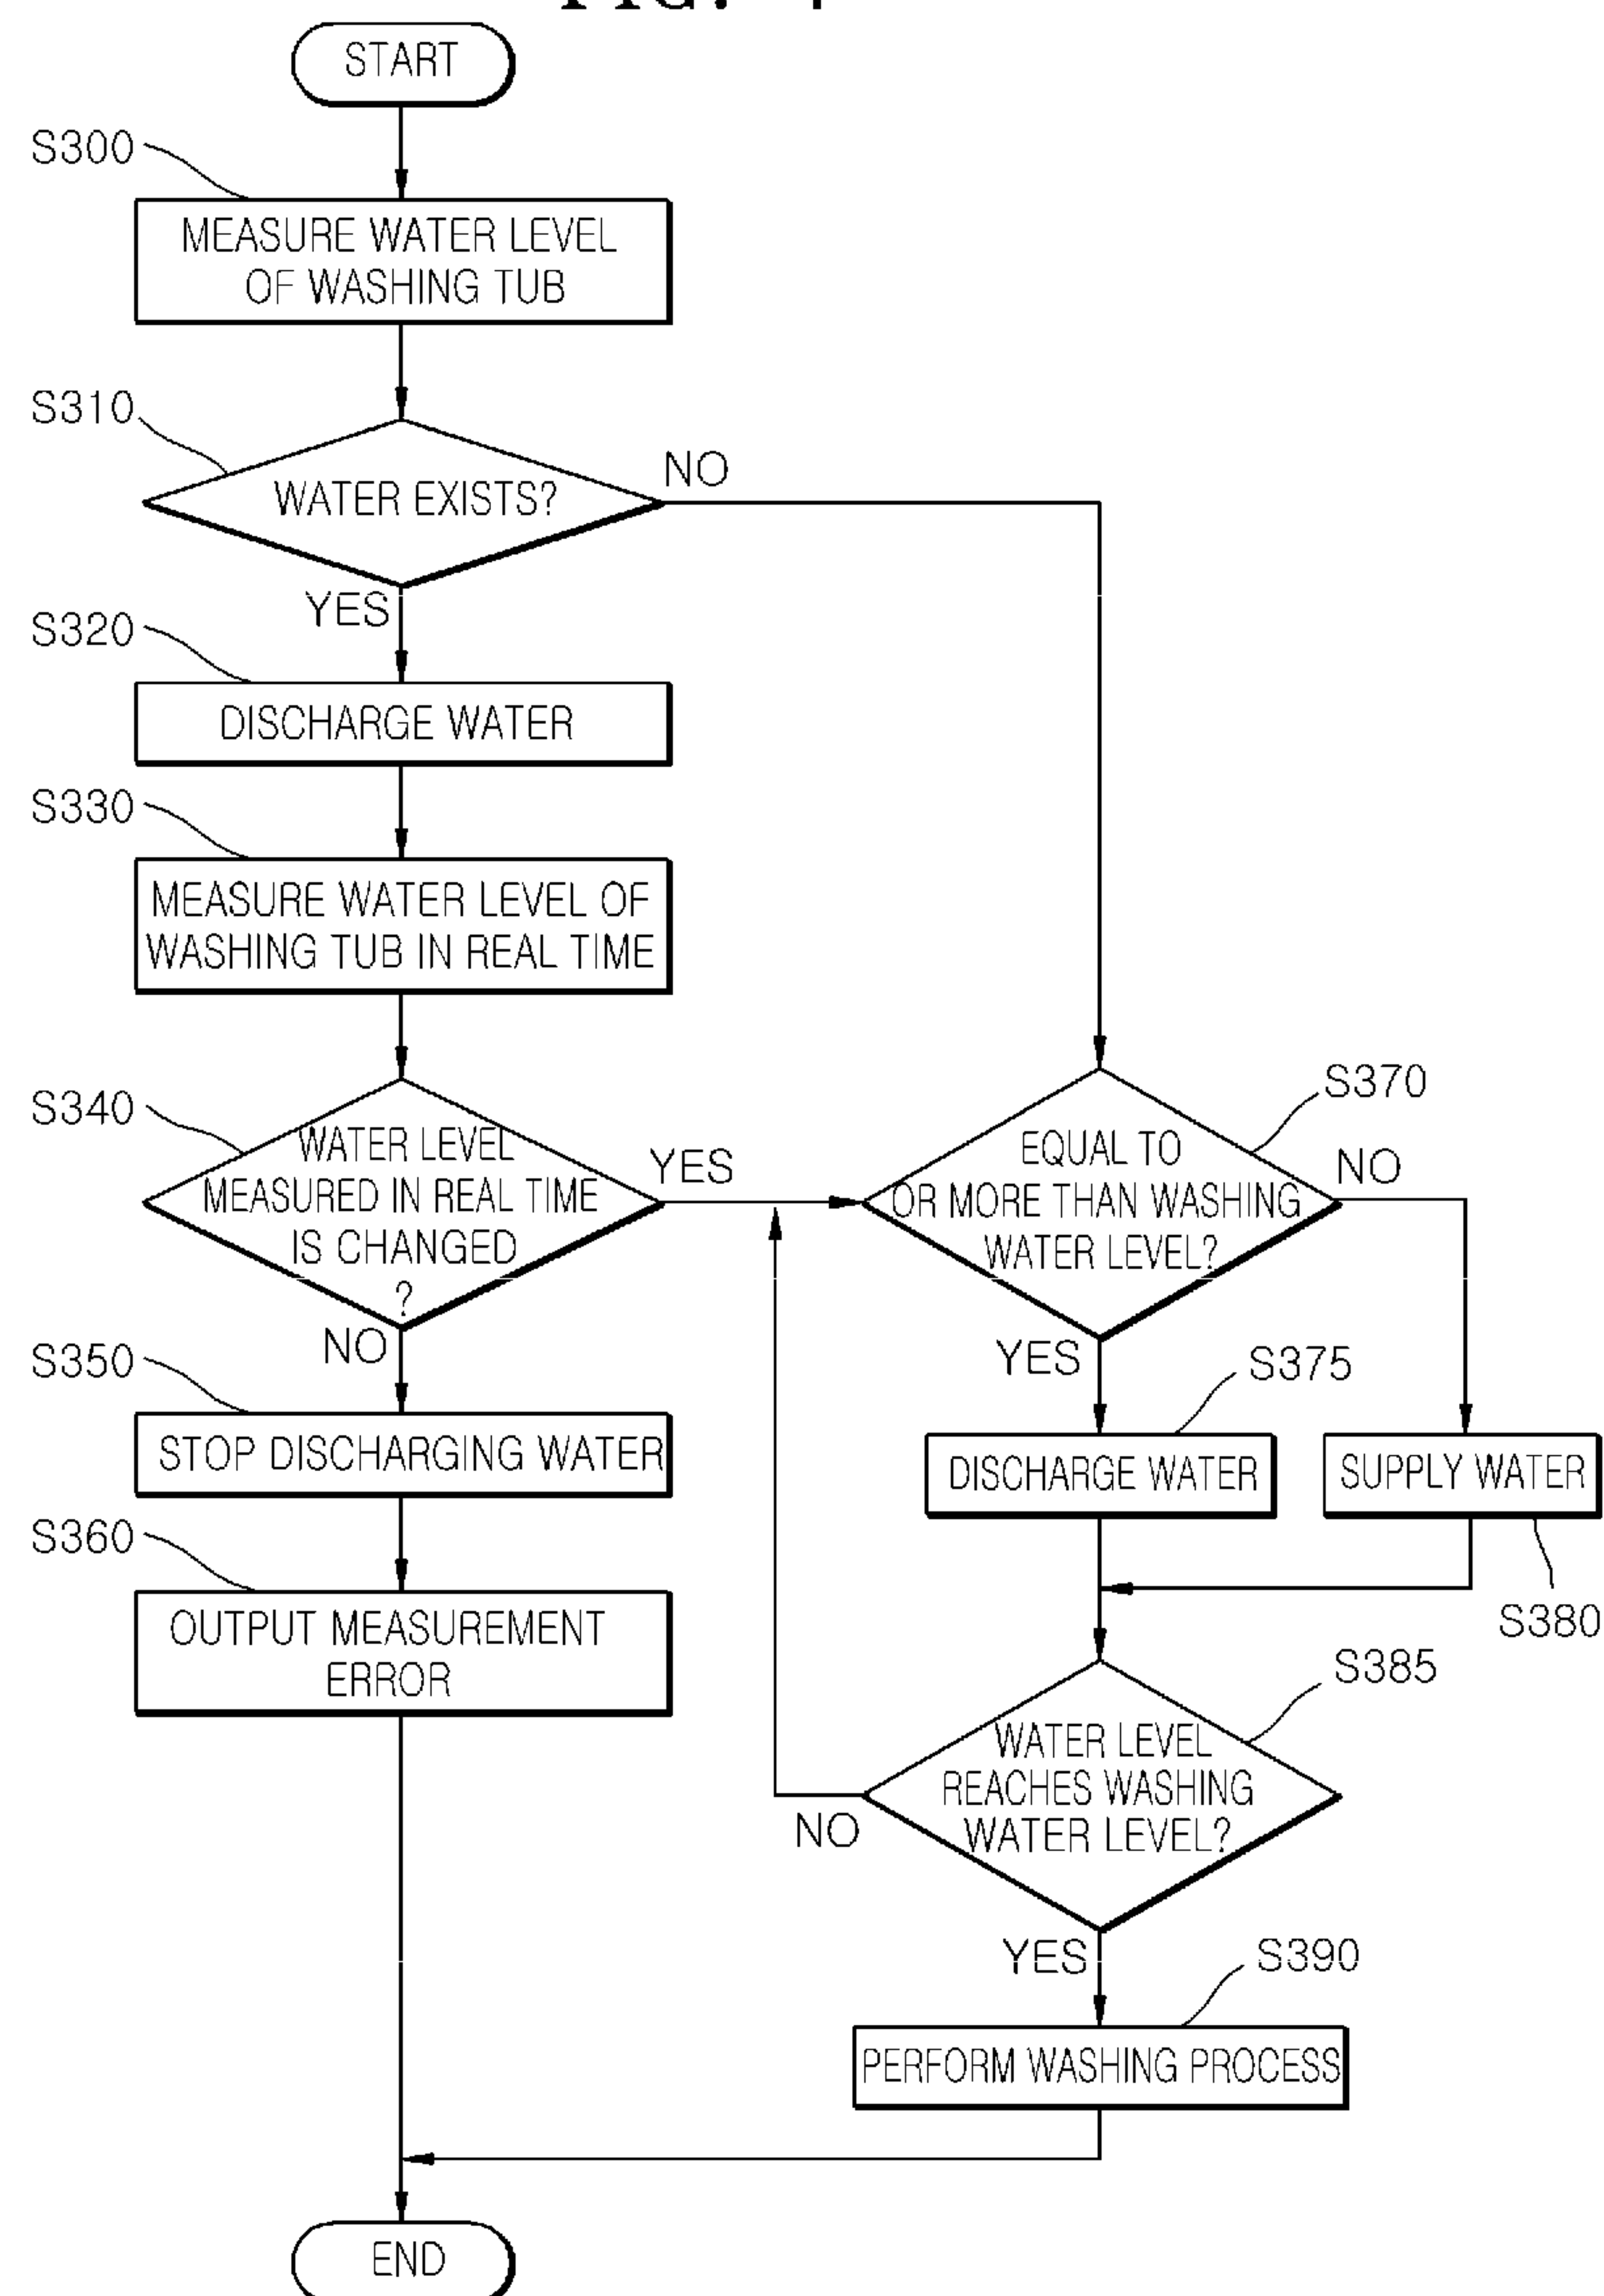 START
S300
MEASURE WATER LEVEL
OF WASHING TUB
S310
WATER EXISTS?
NO
YES
S320
DISCHARGE WATER
S330
MEASURE WATER LEVEL OF
WASHING TUB IN REAL TIME
S340
WATER LEVEL
MEASURED IN REAL TIME
IS CHANGED
?
YES
NO
S370
EQUAL TO
OR MORE THAN WASHING
WATER LEVEL?
NO
YES
S350
STOP DISCHARGING WATER
S375
DISCHARGE WATER
SUPPLY WATER
S380
S360
OUTPUT MEASUREMENT
ERROR
S385
WATER LEVEL
REACHES WASHING
WATER LEVEL?
NO
YES
S390
PERFORM WASHING PROCESS
END